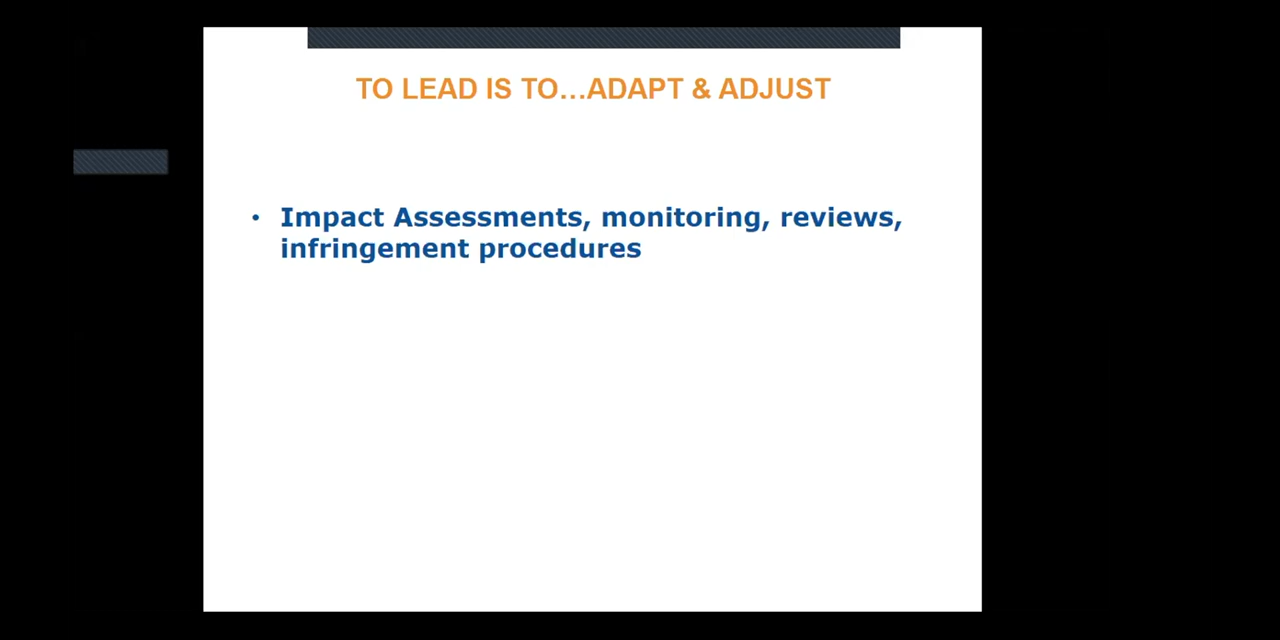 TO LEAD IS TO...ADAPT & ADJUST
• Impact Assessments, monitoring, reviews,
infringement procedures